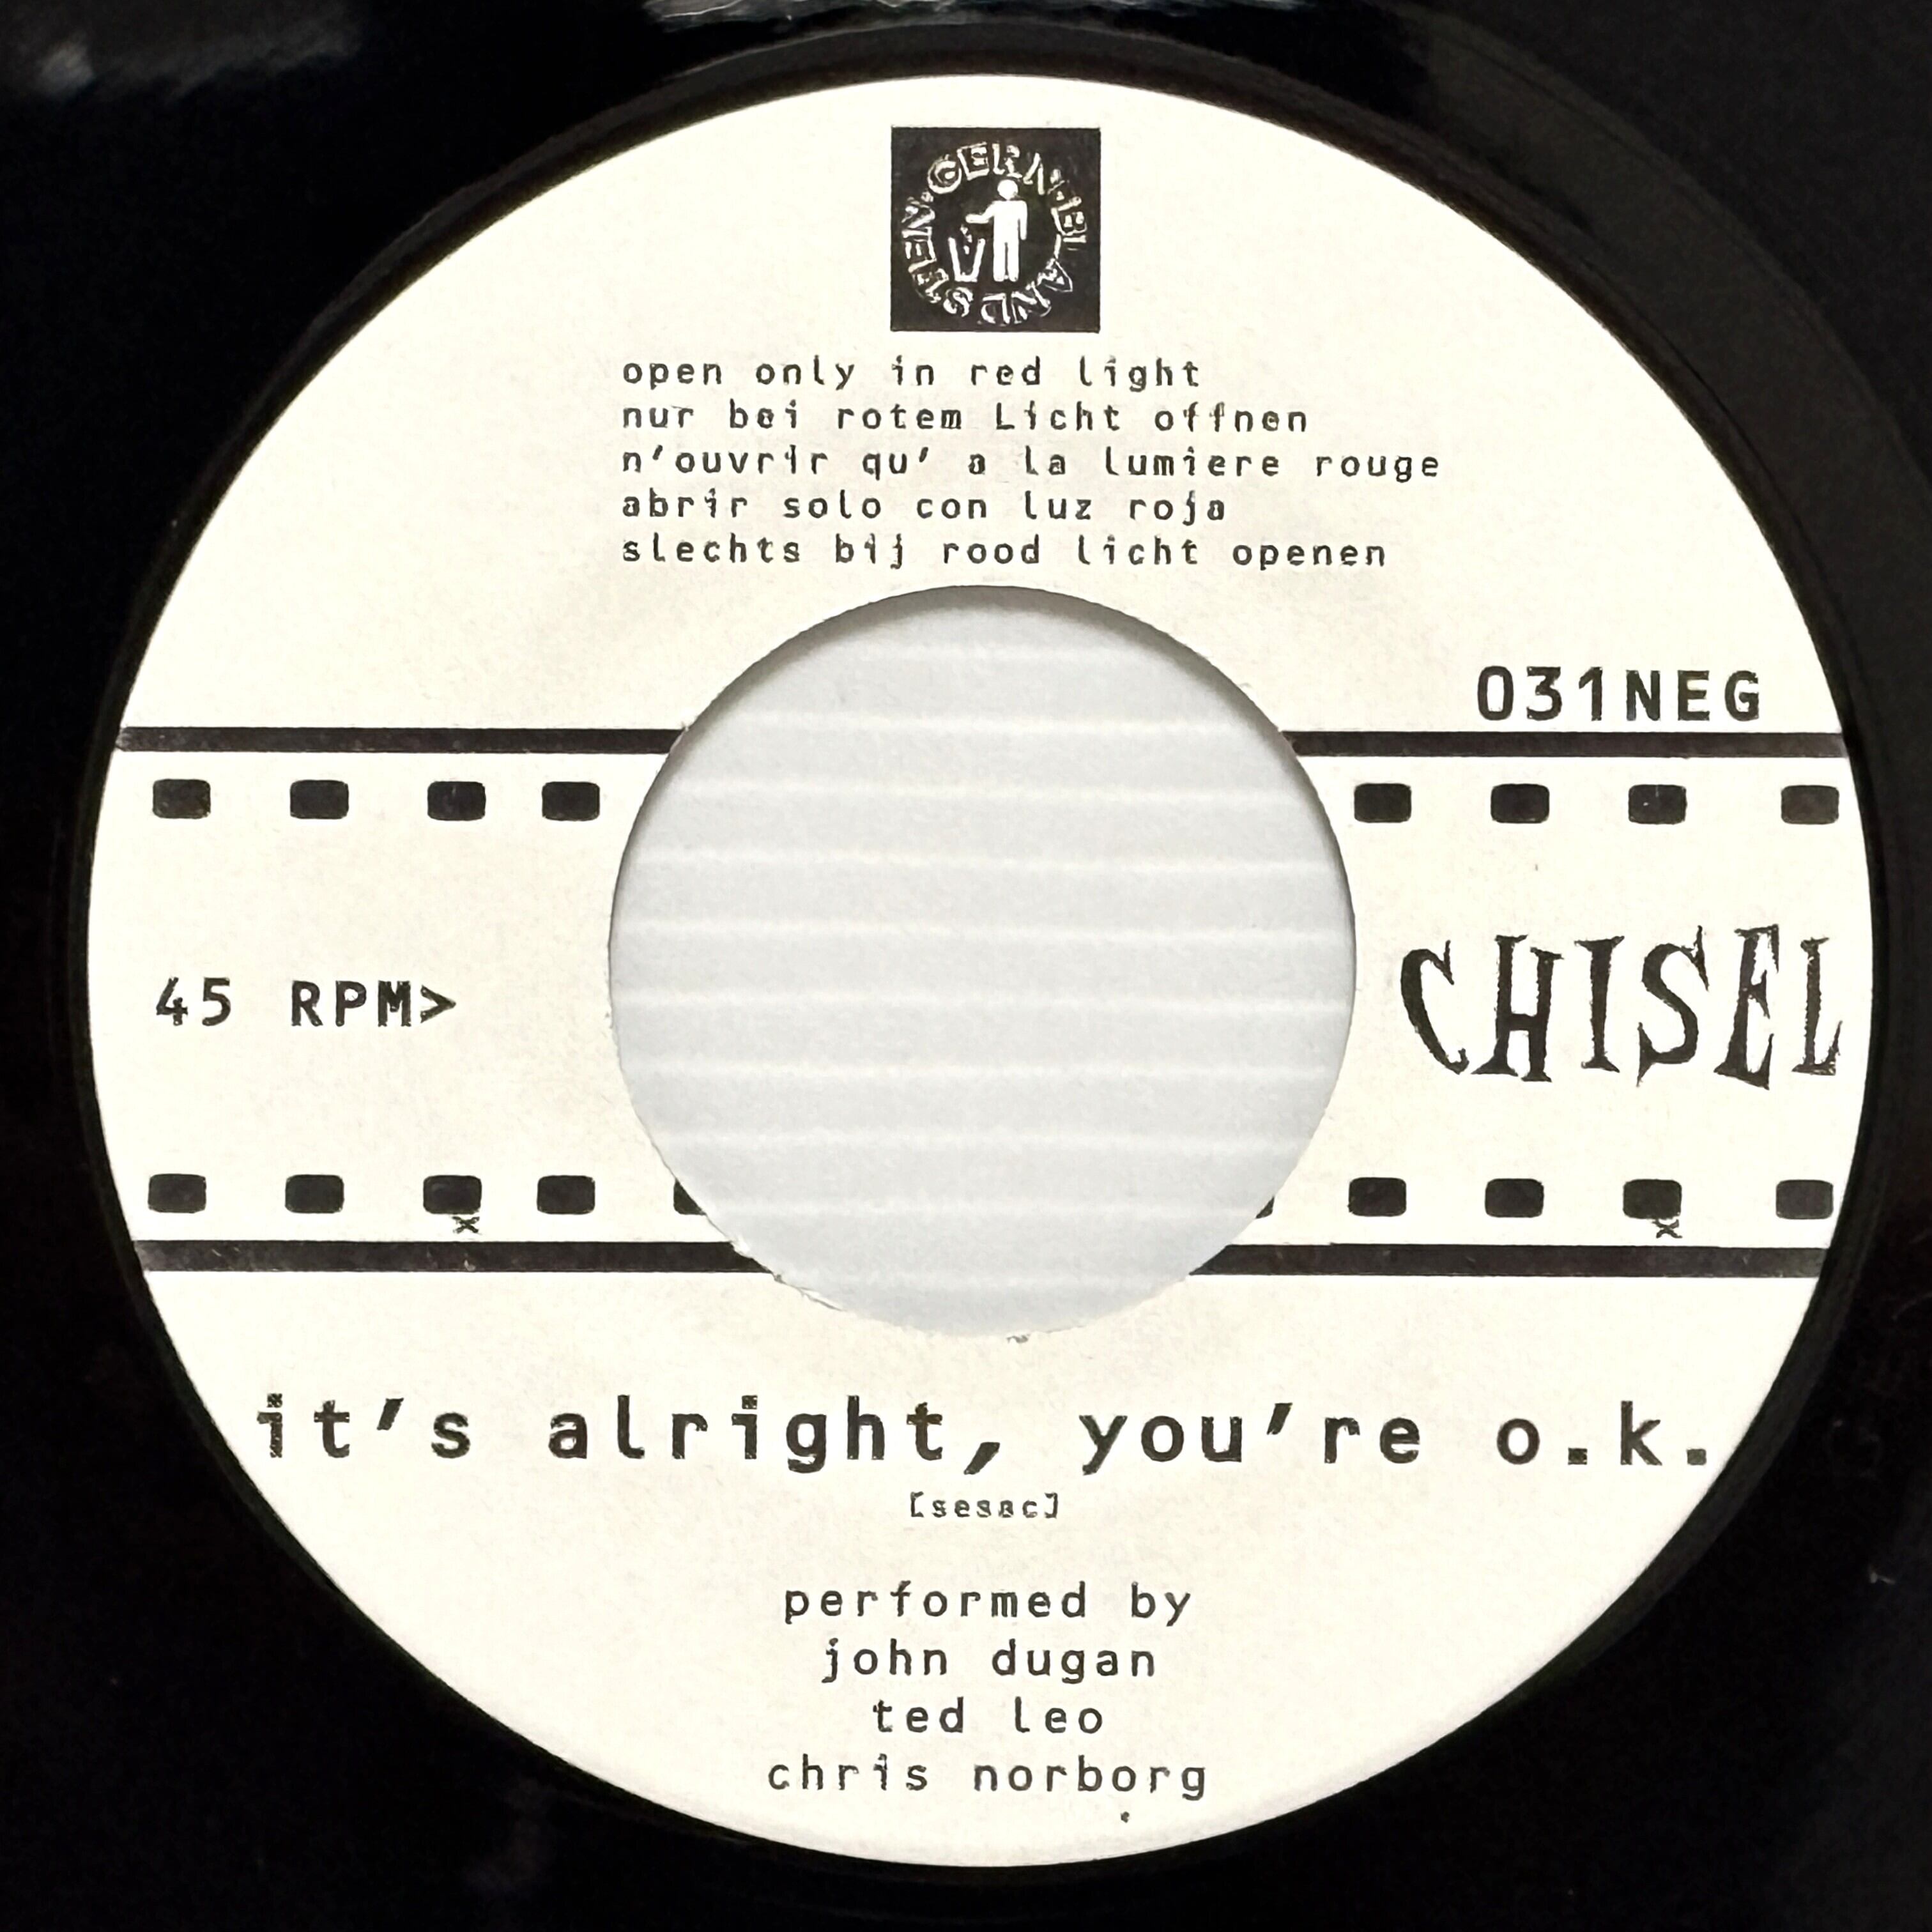 GERN BLANDSTEN
open only in red light
nur bei rotem Licht offnen
n'ouvrir qu' a la lumiere rouge
abrir solo con luz roja
slechts bij rood licht openen
031NEG
45 RPM>
CHISEL
x x
it's alright, you're o.k.
[sesac]
performed by
john dugan
ted leo
chris norborg